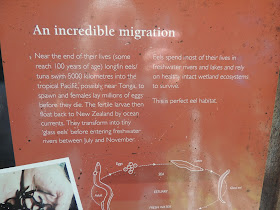 An incredible migration
Near the end of their lives (some
reach 100 years of age) longfin eels/
tuna swim 5000 kilometres into the
tropical Pacific, possibly near Tonga, to
spawn and females lay millions of eggs
before they die. The fertile larvae then
float back to New Zealand by ocean
currents. They transform into tiny
'glass eels' before entering freshwater
rivers between July and November.
Eels spend most of their lives in
freshwater rivers and lakes and rely
on healthy intact wetland ecosystems
to survive.
This is perfect eel habitat.
Eggs
SEA
ESTUARY